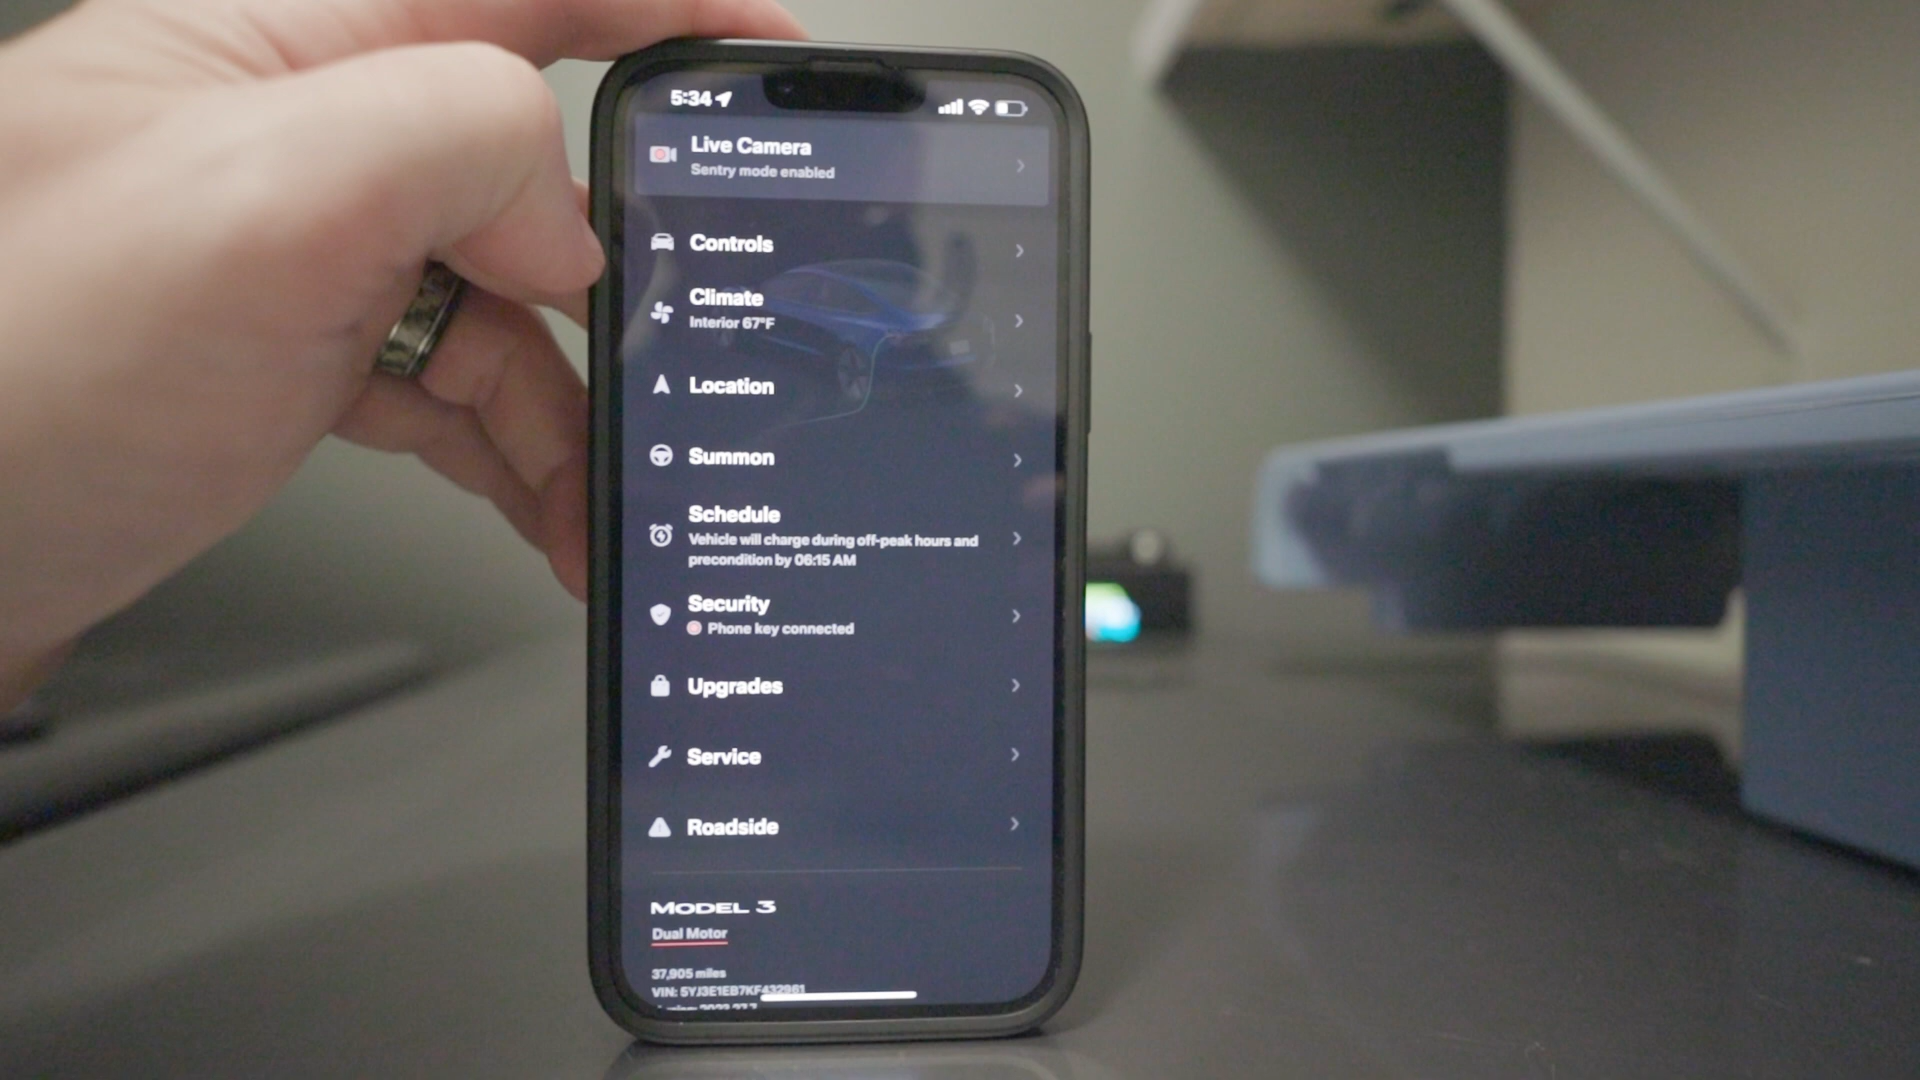 5:34
Live Camera
Sentry mode enabled
Controls
Climate
Interior 67°F
Location
Summon
Schedule
Vehicle will charge during off-peak hours and
precondition by 06:15 AM
Security
Phone key connected
Upgrades
Service
Roadside
MODEL 3
Dual Motor
37,905 miles
VIN: 5YJ3E1EB7KF432961